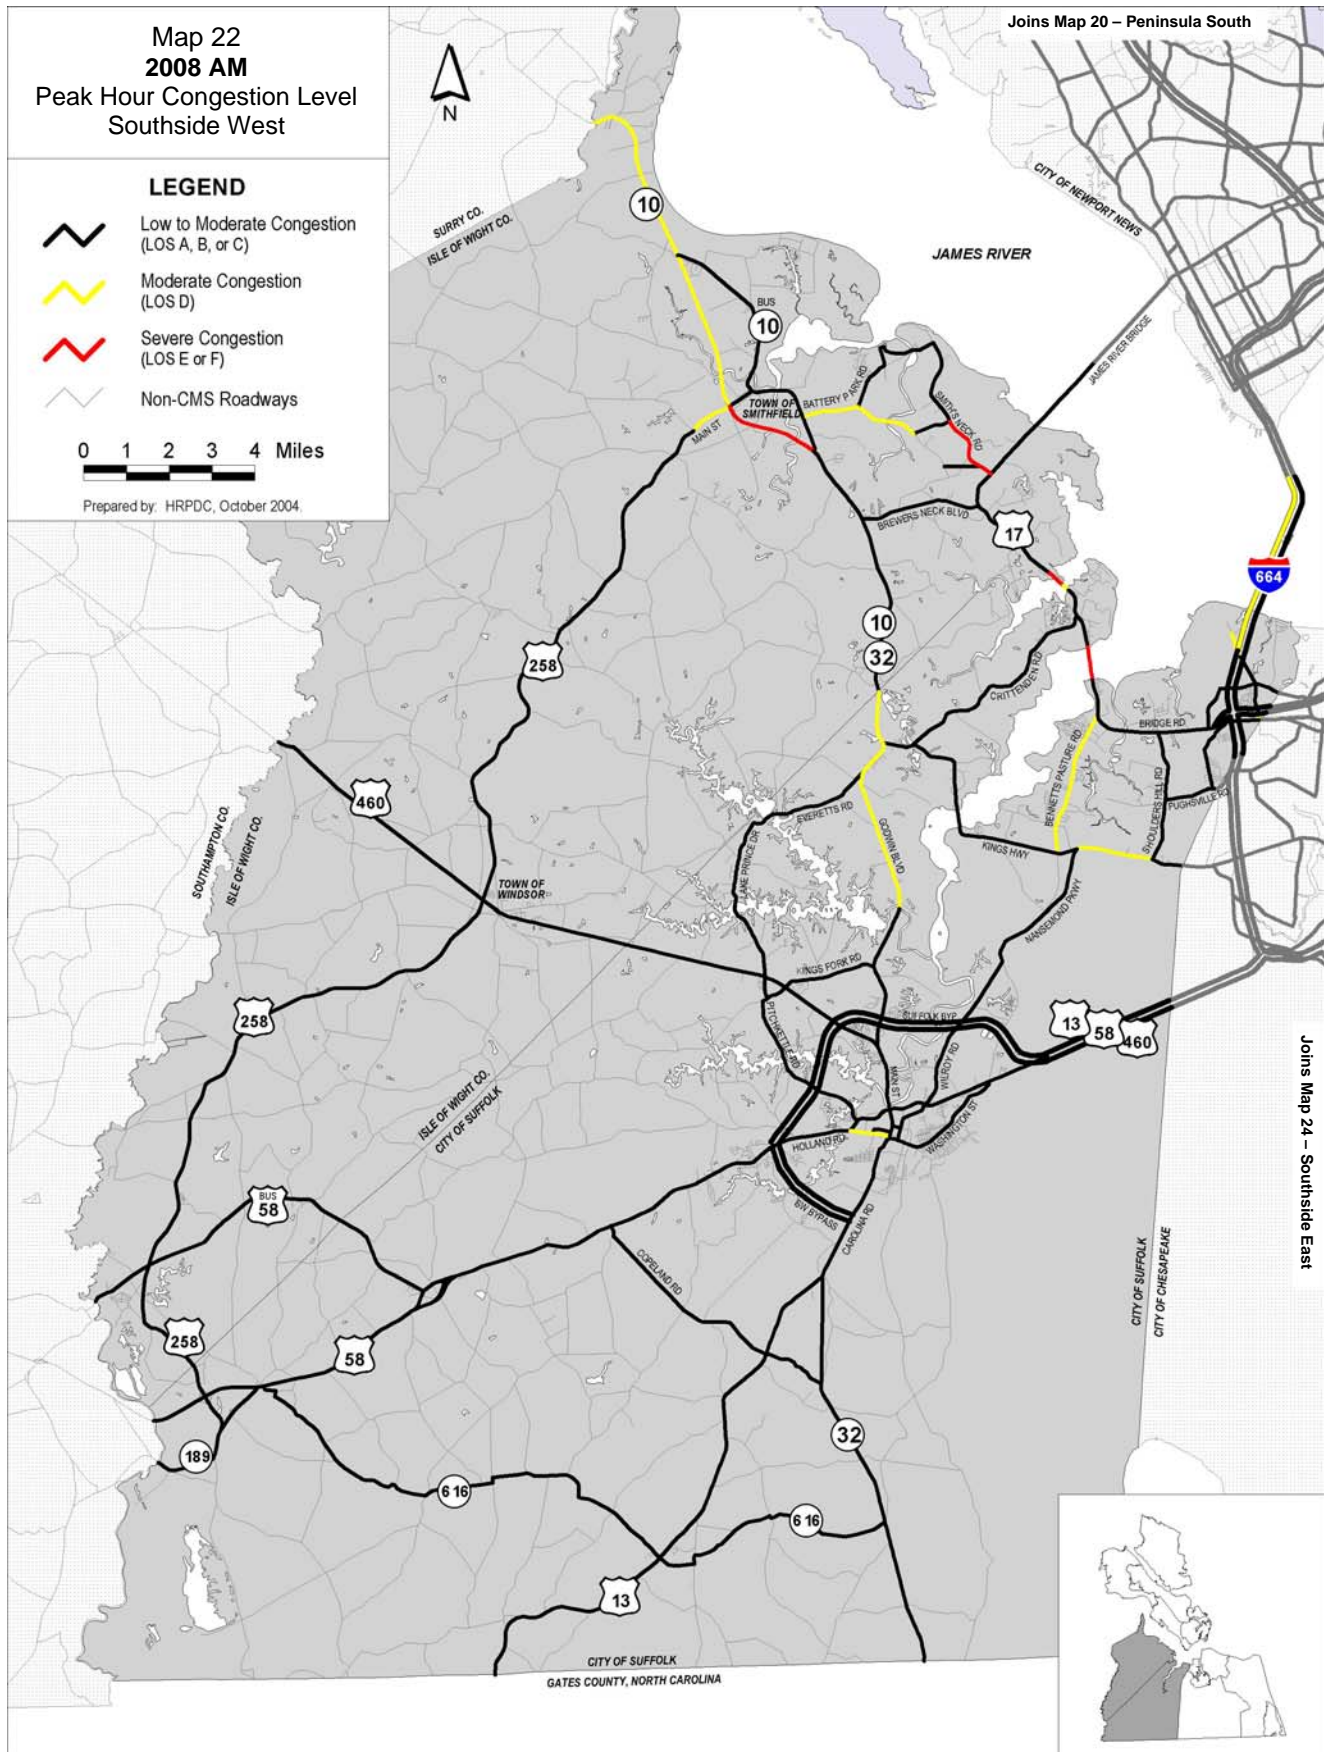 Map 22
2008 AM
Peak Hour Congestion Level
Southside West
Joins Map 20 – Peninsula South
N
LEGEND
Low to Moderate Congestion
(LOS A, B, or C)
Moderate Congestion
(LOS D)
Severe Congestion
(LOS E or F)
Non-CMS Roadways
0 1 2 3 4 Miles
Prepared by: HRPDC, October 2004.
SURRY CO.
ISLE OF WIGHT CO.
10
CITY OF NEWPORT NEWS
JAMES RIVER
BUS
10
JAMES RIVER BRIDGE
BATTERY PARK RD
TOWN OF
SMITHFIELD
SMITH'S NECK RD
MAIN ST
BREWERS NECK BLVD
17
664
10
32
258
CRITTENDEN RD
BRIDGE RD
BENNETTS PASTURE RD
SHOULDERS HILL RD
PUGHSVILLE RD
460
EVERETTS RD
GODWIN BLVD
KINGS HWY
LAKE PRINCE DR
SOUTHAMPTON CO.
ISLE OF WIGHT CO.
TOWN OF
WINDSOR
NANSEMOND PKWY
KINGS FORK RD
258
PITCHKETTLE RD
SUFFOLK BYP
13
58
460
MAIN ST
WILROY RD
WASHINGTON ST
HOLLAND RD
SW BYPASS
CAROLINA RD
ISLE OF WIGHT CO.
CITY OF SUFFOLK
Joins Map 24 – Southside East
BUS
58
COPELAND RD
CITY OF SUFFOLK
CITY OF CHESAPEAKE
258
58
32
189
616
616
13
CITY OF SUFFOLK
GATES COUNTY, NORTH CAROLINA